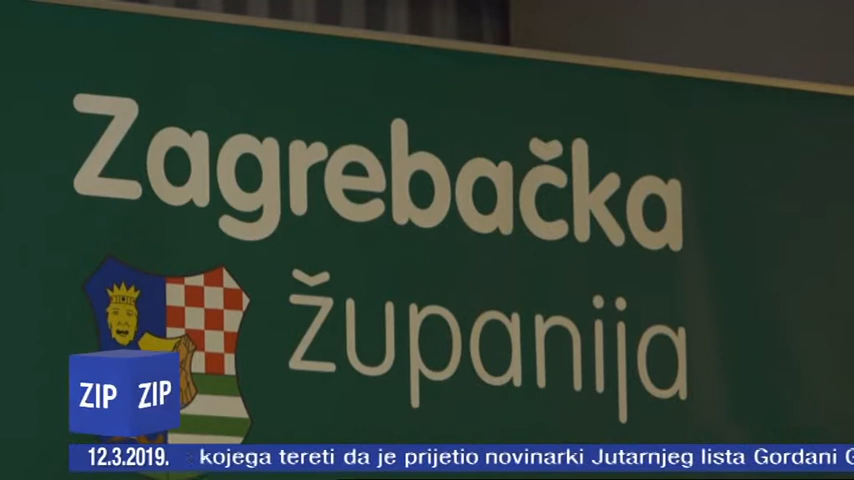 Zagrebačka
županija
ZIP ZIP
12.3.2019. kojega tereti da je prijetio novinarki Jutarnjeg lista Gordani